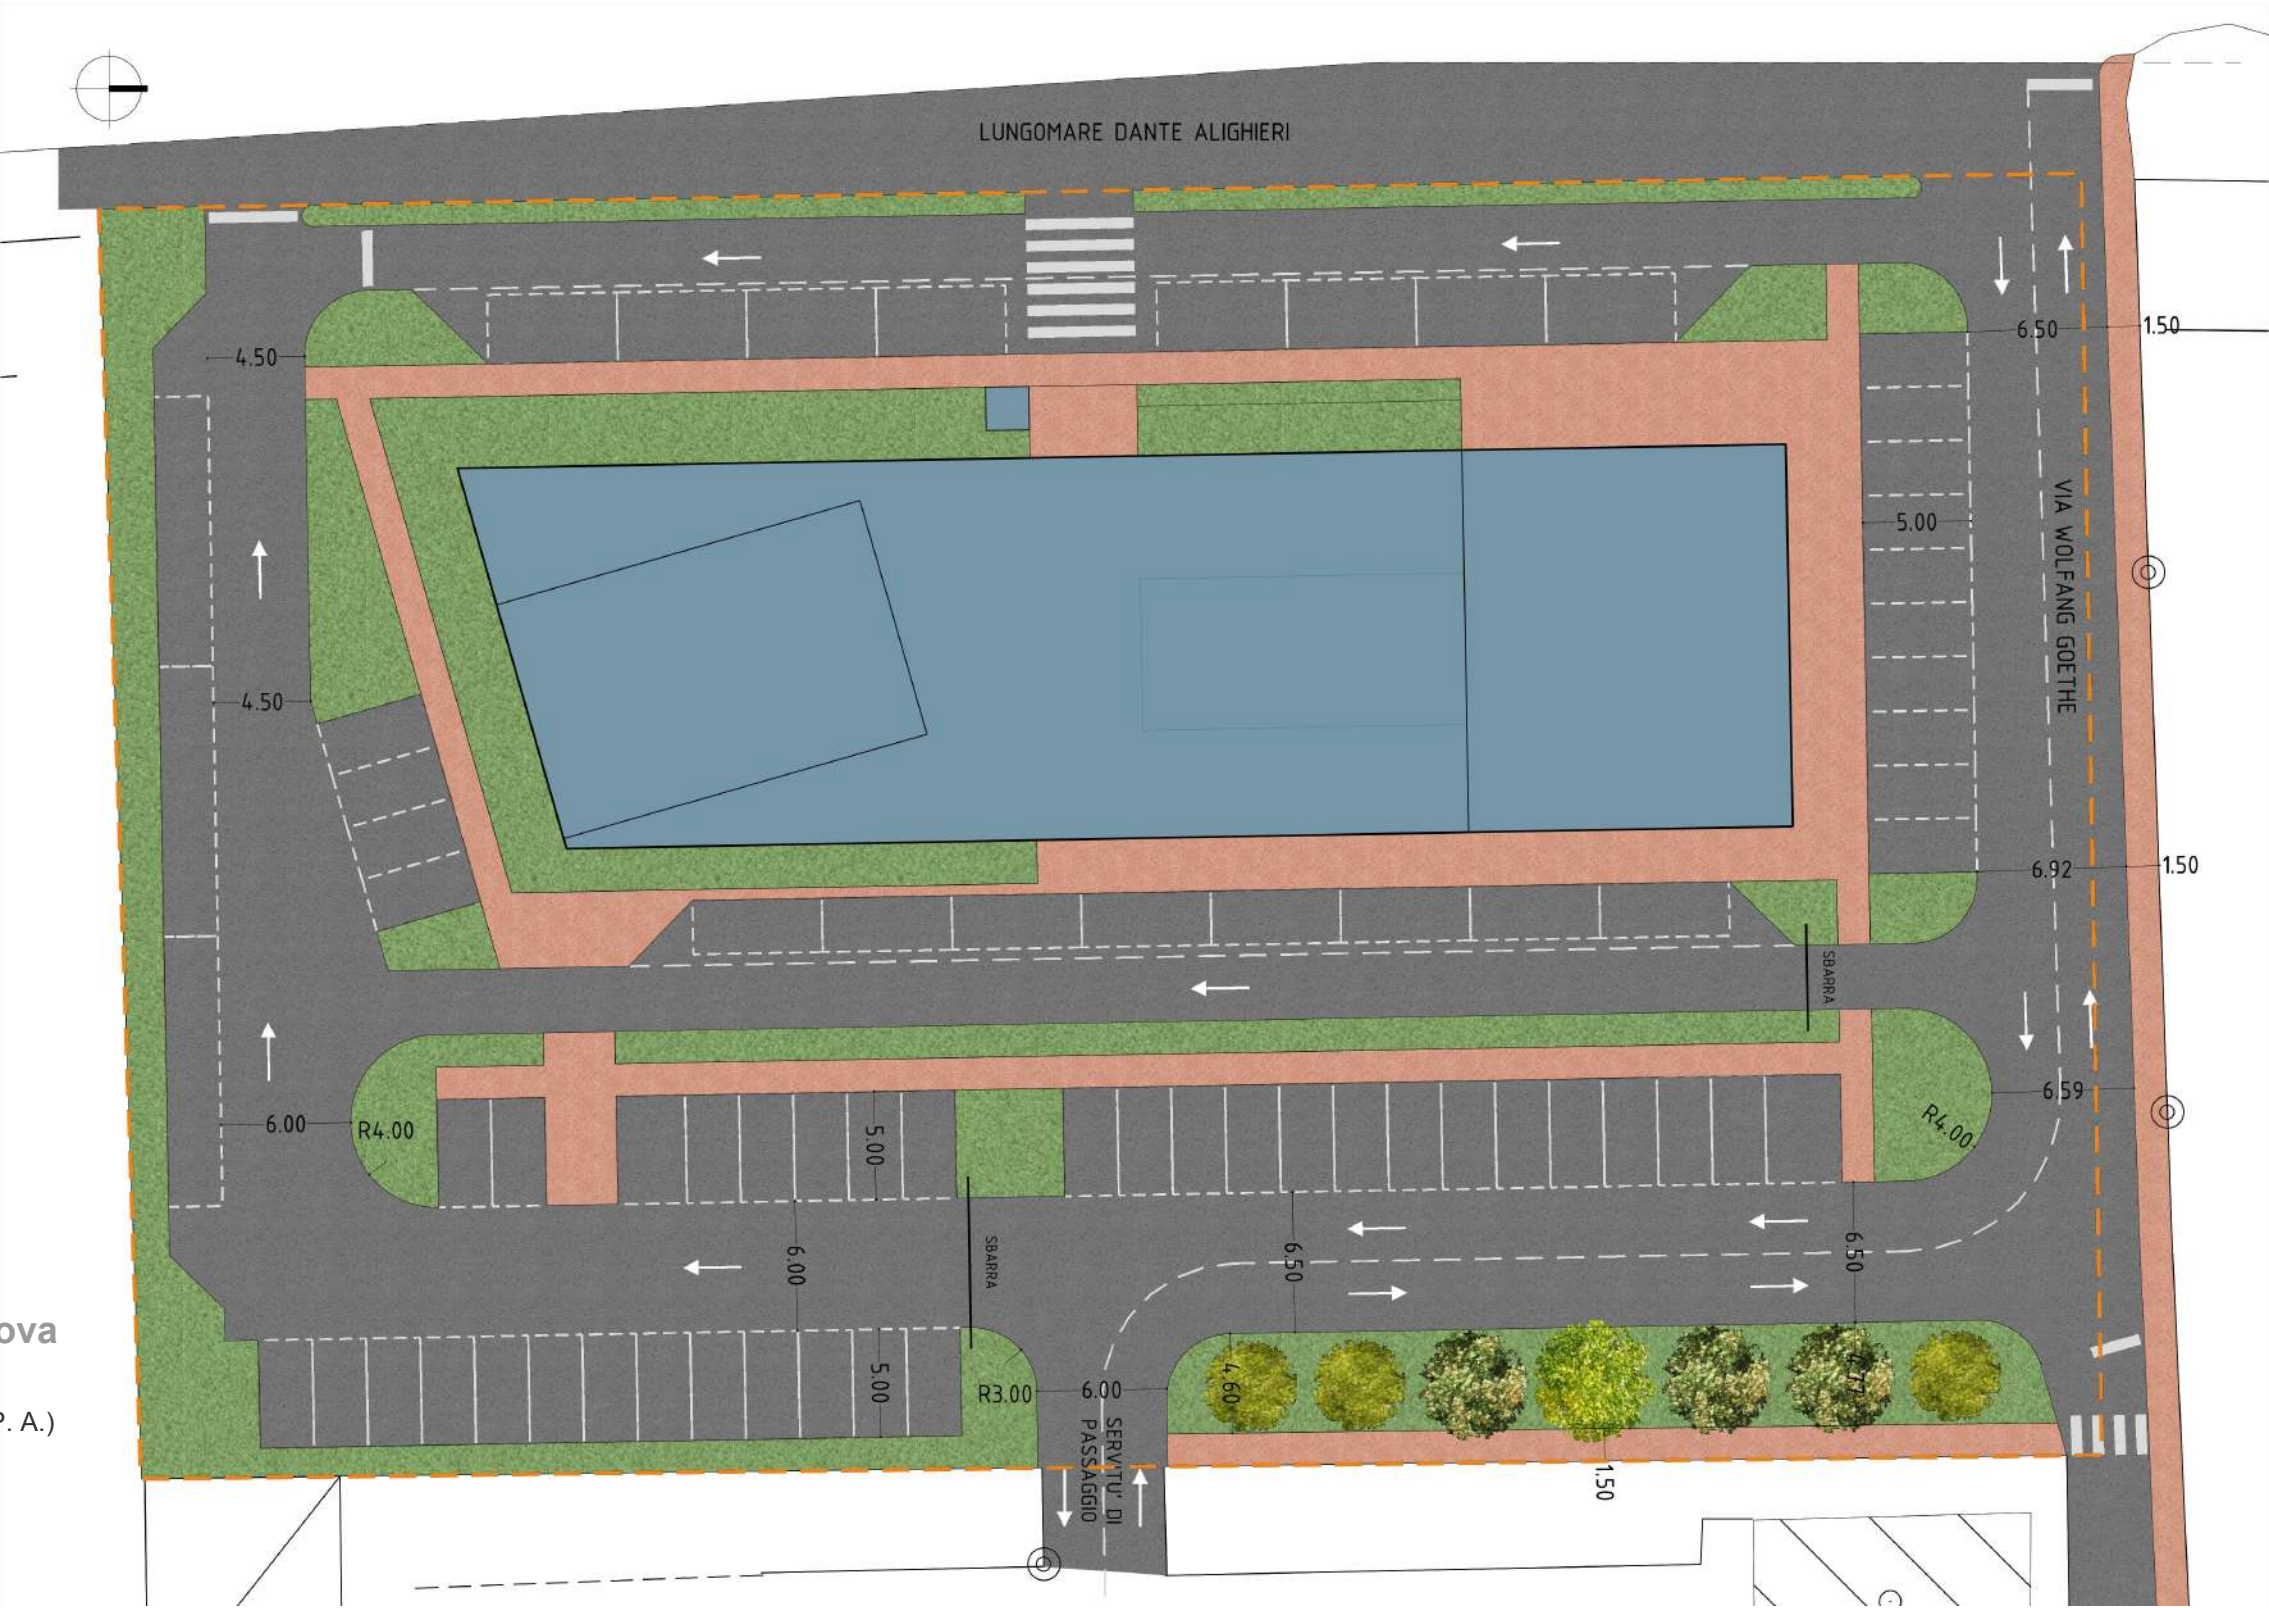 LUNGOMARE DANTE ALIGHIERI
6.50
1.50
4.50
5.00
VIA WOLFANG GOETHE
4.50
6.92
1.50
SBARRA
6.59
6.00
R4.00
5.00
R4.00
6.00
SBARRA
6.50
6.50
ova
P. A.)
5.00
R3.00
6.00
4.60
4.77
SERVITU' DI
PASSAGGIO
1.50